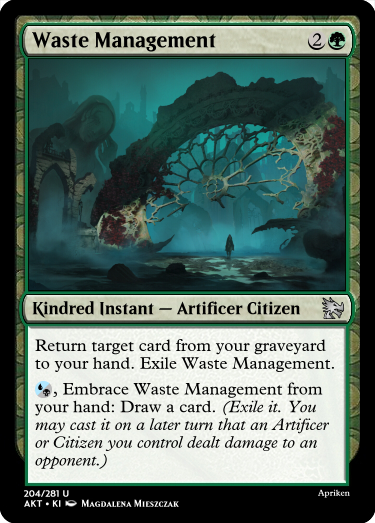 Waste Management 2
Kindred Instant — Artificer Citizen
Return target card from your graveyard
to your hand. Exile Waste Management.
, Embrace Waste Management from
your hand: Draw a card. (Exile it. You
may cast it on a later turn that an Artificer
or Citizen you control dealt damage to an
opponent.)
204/281 U
Apriken
AKT • KI Magdalena Mieszczak